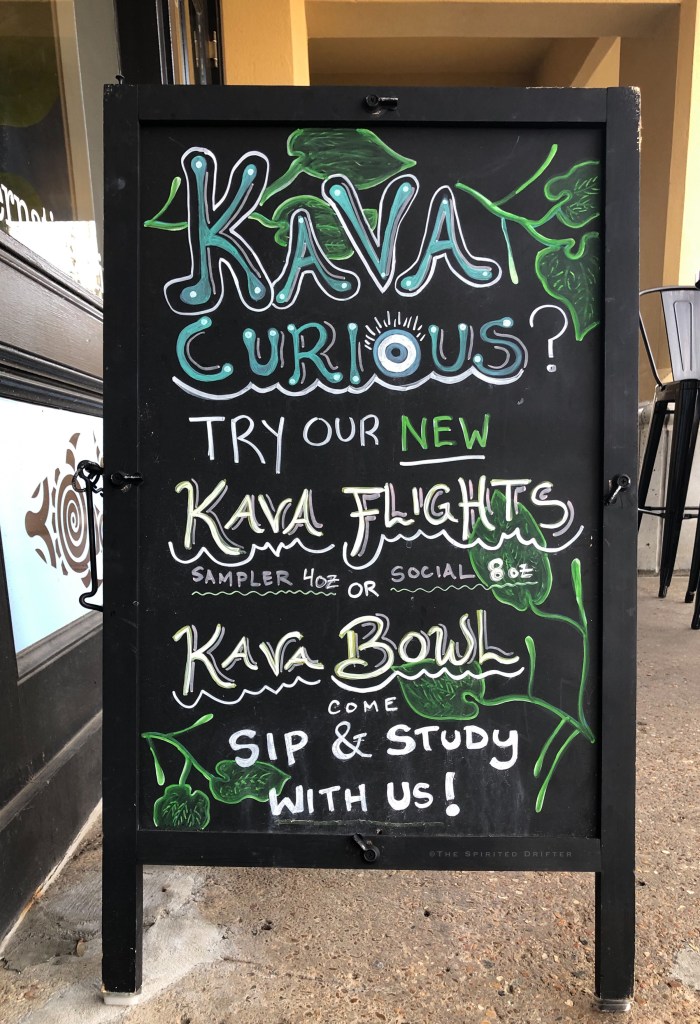 KAVA
CURIOUS?
TRY OUR NEW
KAVA FLIGHTS
SAMPLER 4OZ OR SOCIAL 8OZ
KAVA BOWL
COME
SIP & STUDY
WITH US!
©THE SPIRITED DRIFTER